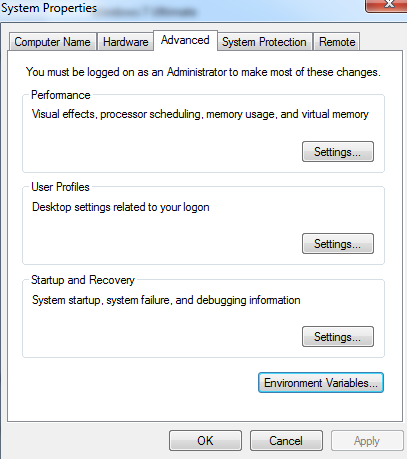 System Properties
Computer Name Hardware Advanced System Protection Remote
You must be logged on as an Administrator to make most of these changes.
Performance
Visual effects, processor scheduling, memory usage, and virtual memory
Settings...
User Profiles
Desktop settings related to your logon
Settings...
Startup and Recovery
System startup, system failure, and debugging information
Settings...
Environment Variables...
OK Cancel Apply